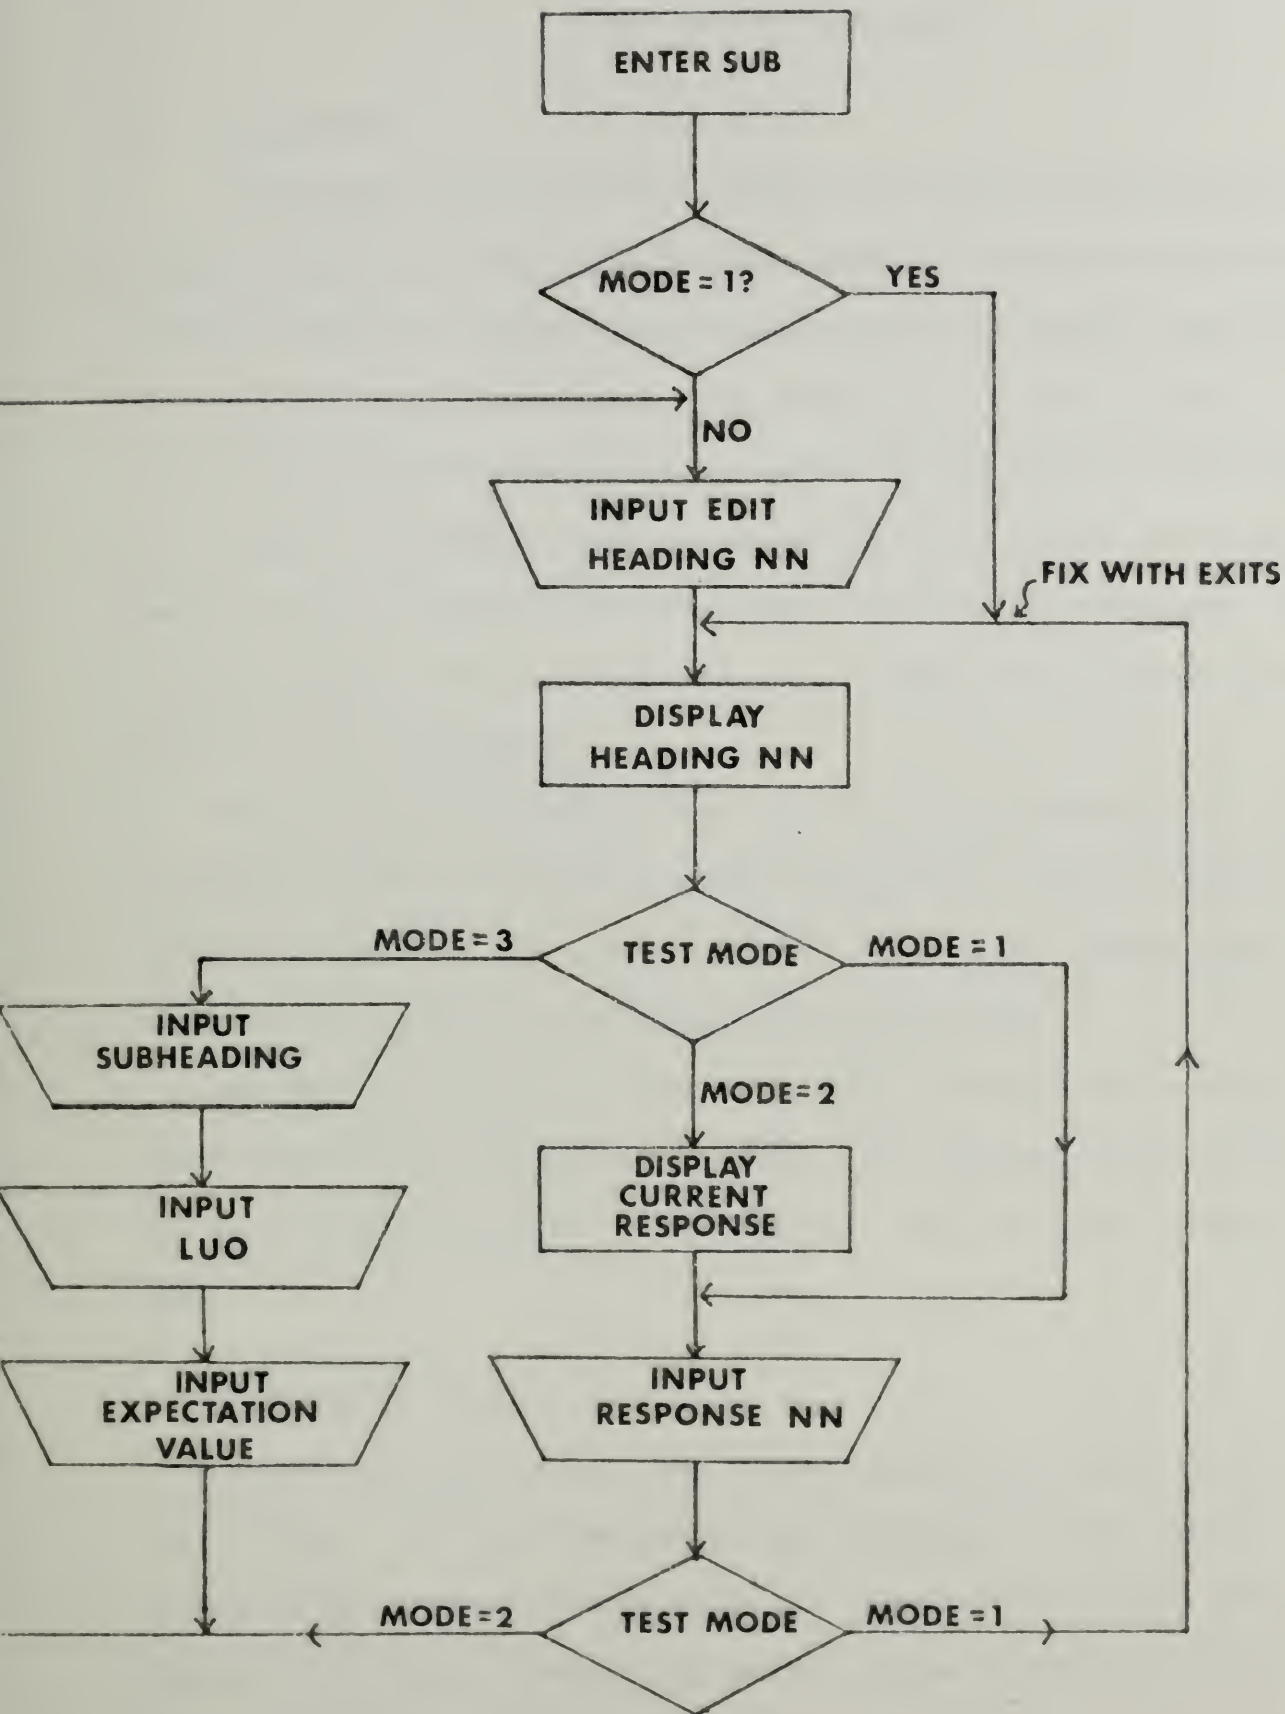 ENTER SUB
MODE = 1?
YES
NO
INPUT EDIT
HEADING NN
FIX WITH EXITS
DISPLAY
HEADING NN
MODE=3
TEST MODE
MODE =1
INPUT
SUBHEADING
MODE=2
DISPLAY
CURRENT
RESPONSE
INPUT
LUO
INPUT
EXPECTATION
VALUE
INPUT
RESPONSE NN
MODE=2
TEST MODE
MODE =1